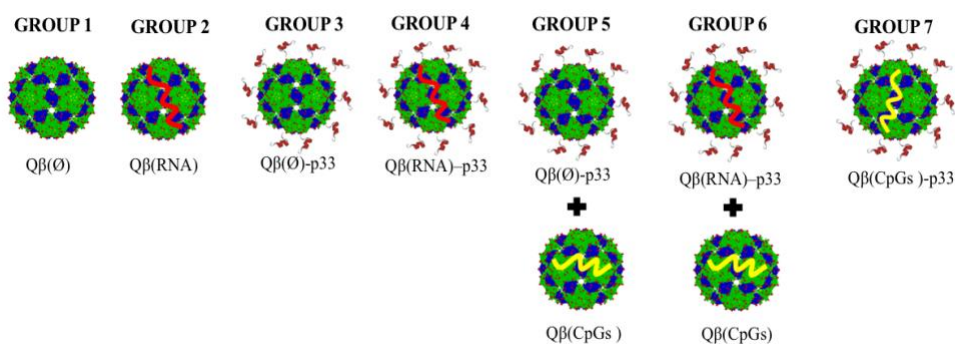 GROUP 1 GROUP 2 GROUP 3 GROUP 4 GROUP 5 GROUP 6 GROUP 7
Qβ(Ø) Qβ(RNA) Qβ(Ø)-p33 Qβ(RNA)–p33 Qβ(Ø)-p33 Qβ(RNA)–p33 Qβ(CpGs )-p33
+ +
Qβ(CpGs ) Qβ(CpGs)